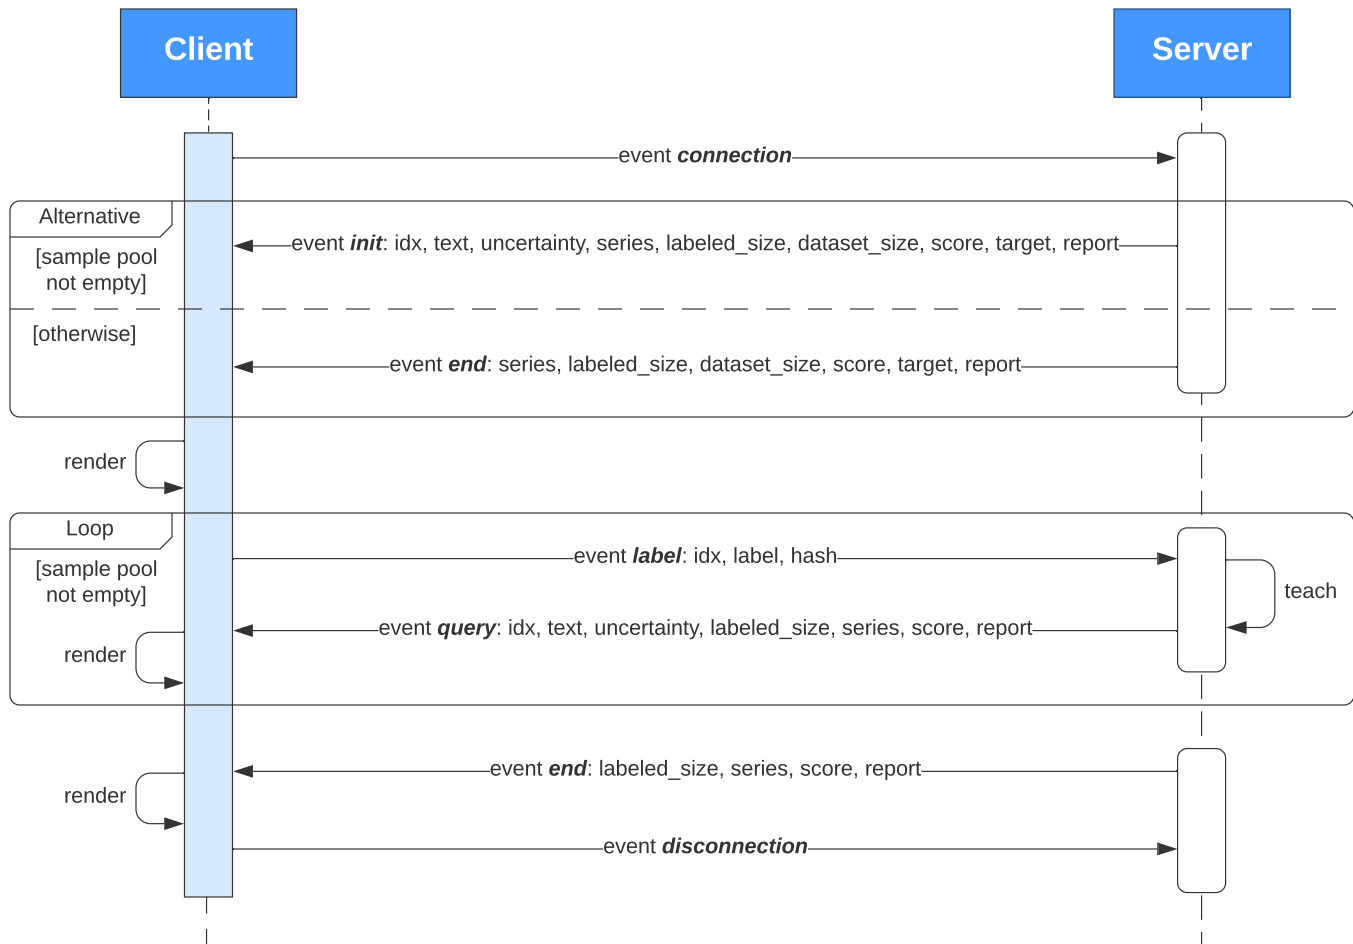 Client
Server
event connection
Alternative
event init: idx, text, uncertainty, series, labeled_size, dataset_size, score, target, report
[sample pool
not empty]
[otherwise]
event end: series, labeled_size, dataset_size, score, target, report
render
Loop
event label: idx, label, hash
[sample pool
not empty]
teach
event query: idx, text, uncertainty, labeled_size, series, score, report
render
event end: labeled_size, series, score, report
render
event disconnection